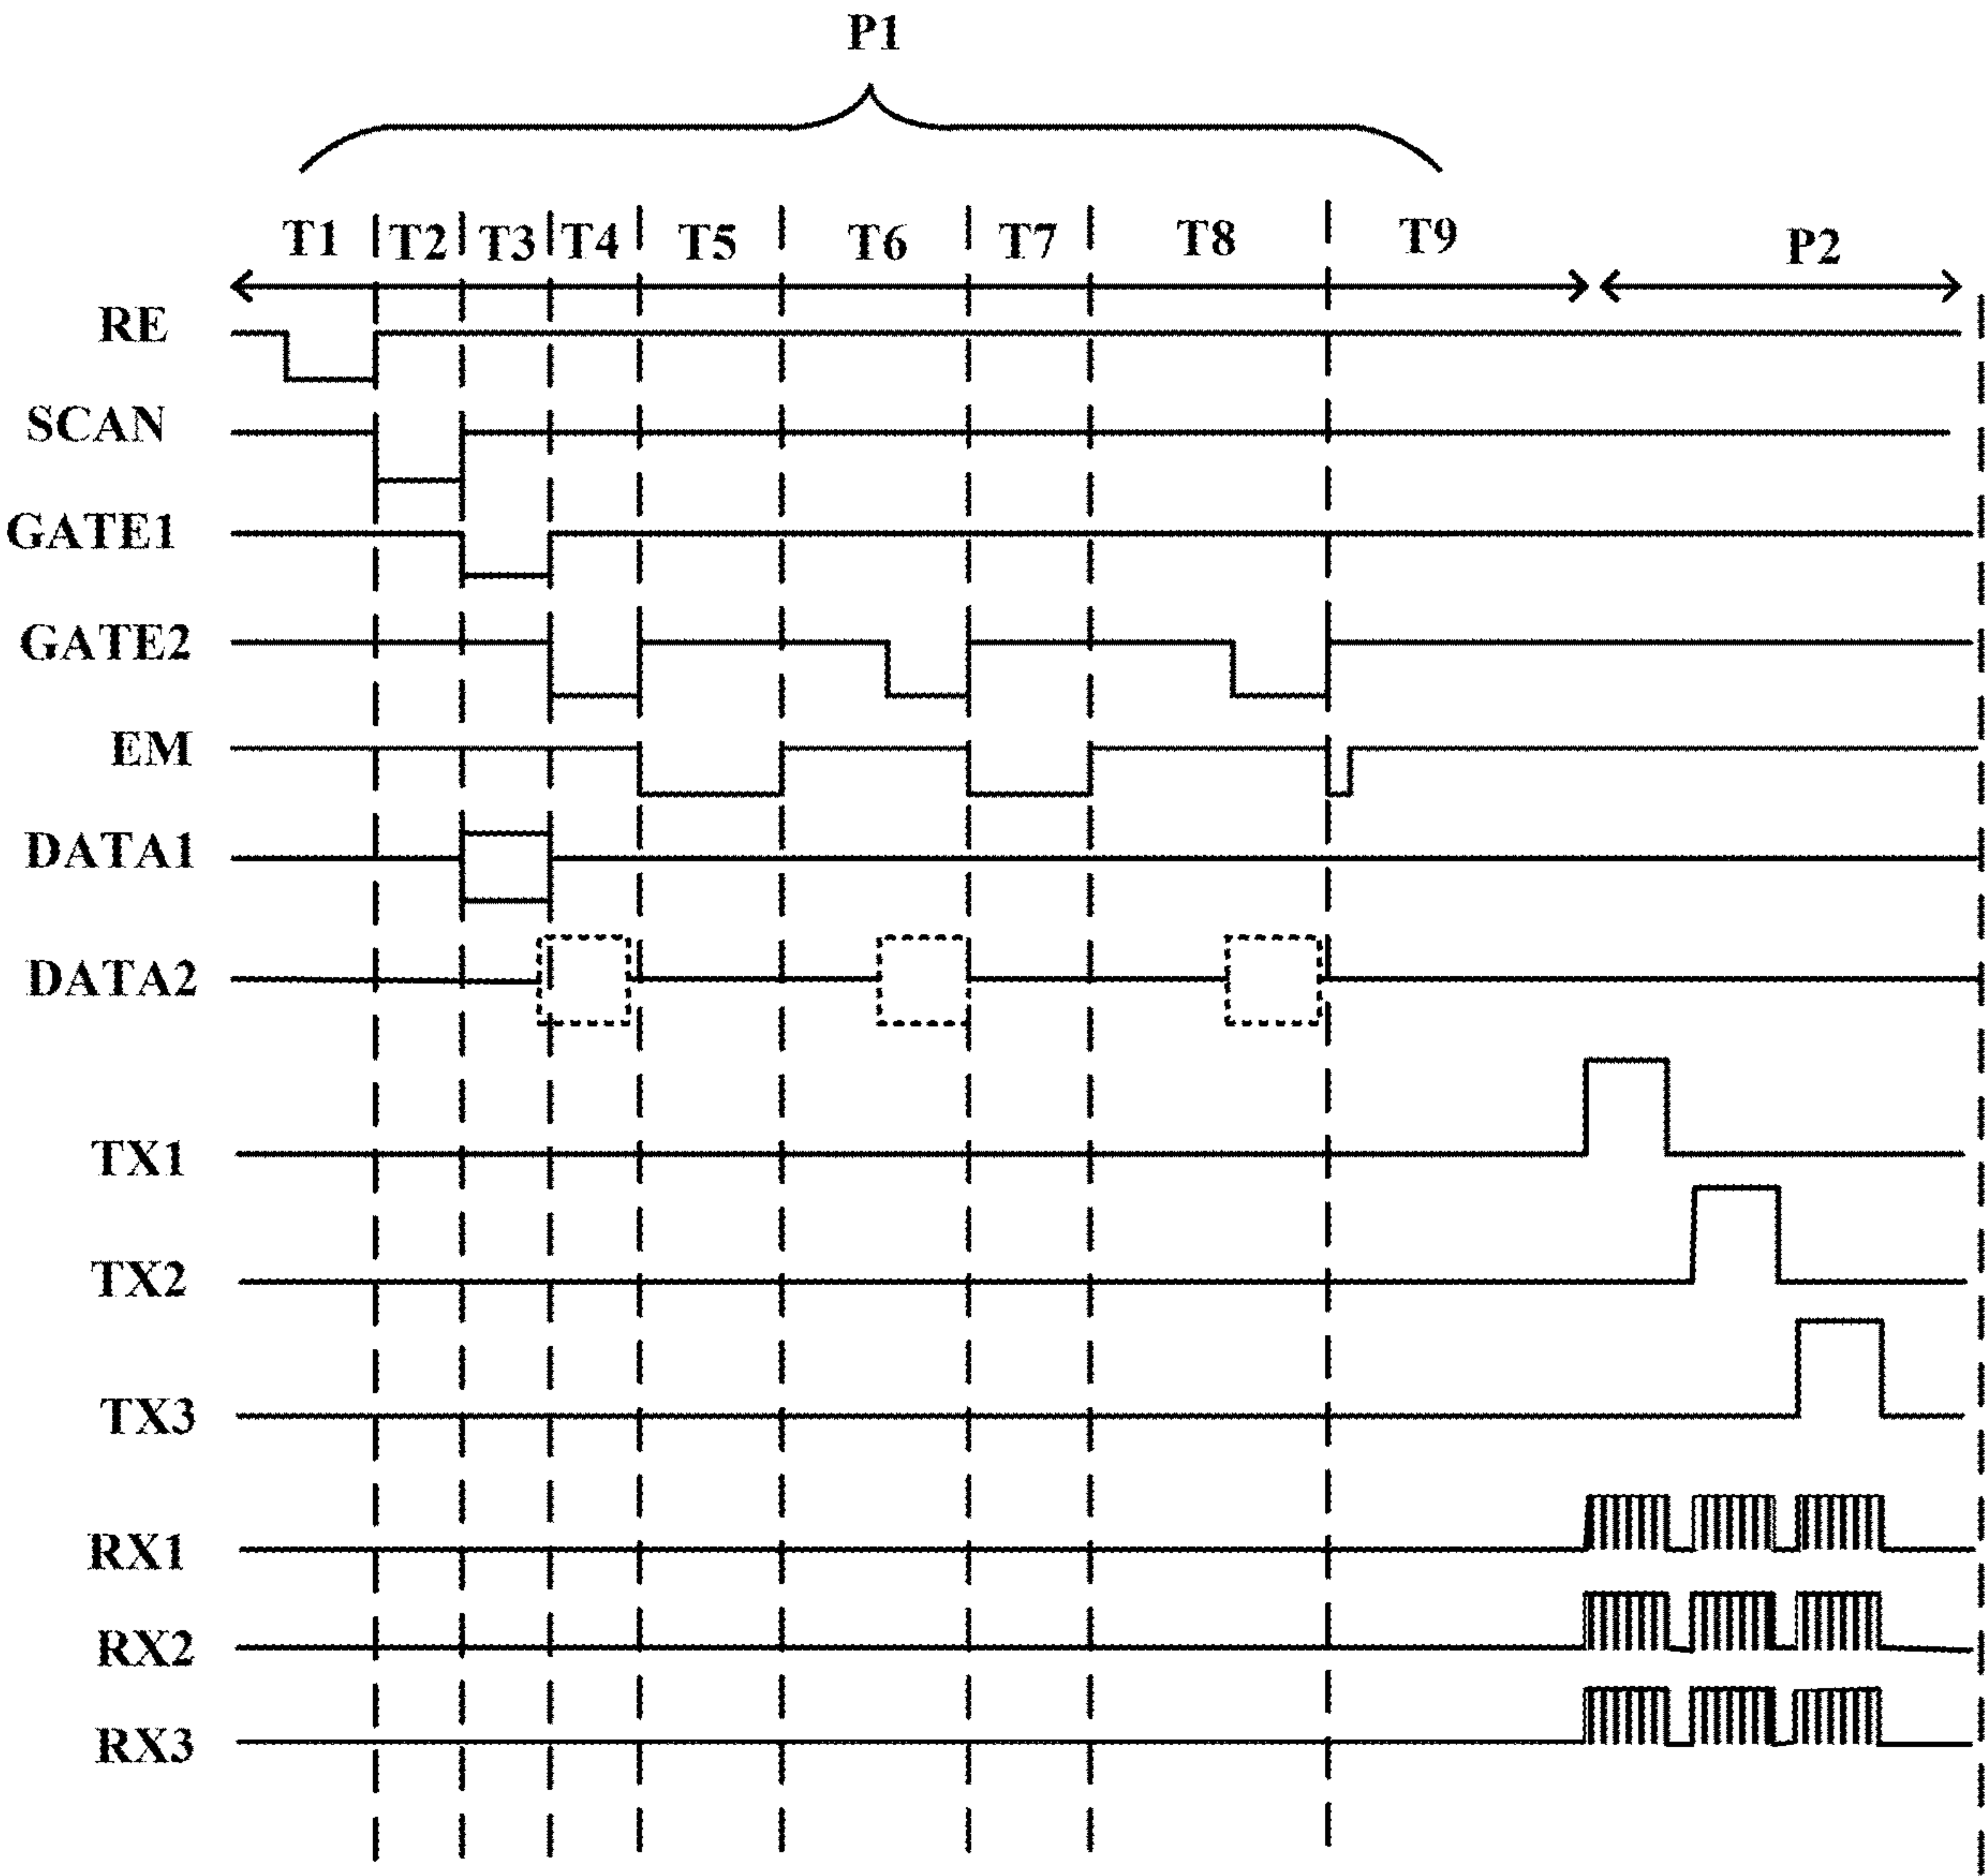 P1
T1 T2 T3 T4 T5 T6 T7 T8 T9 P2
RE
SCAN
GATE1
GATE2
EM
DATA1
DATA2
TX1
TX2
TX3
RX1
RX2
RX3